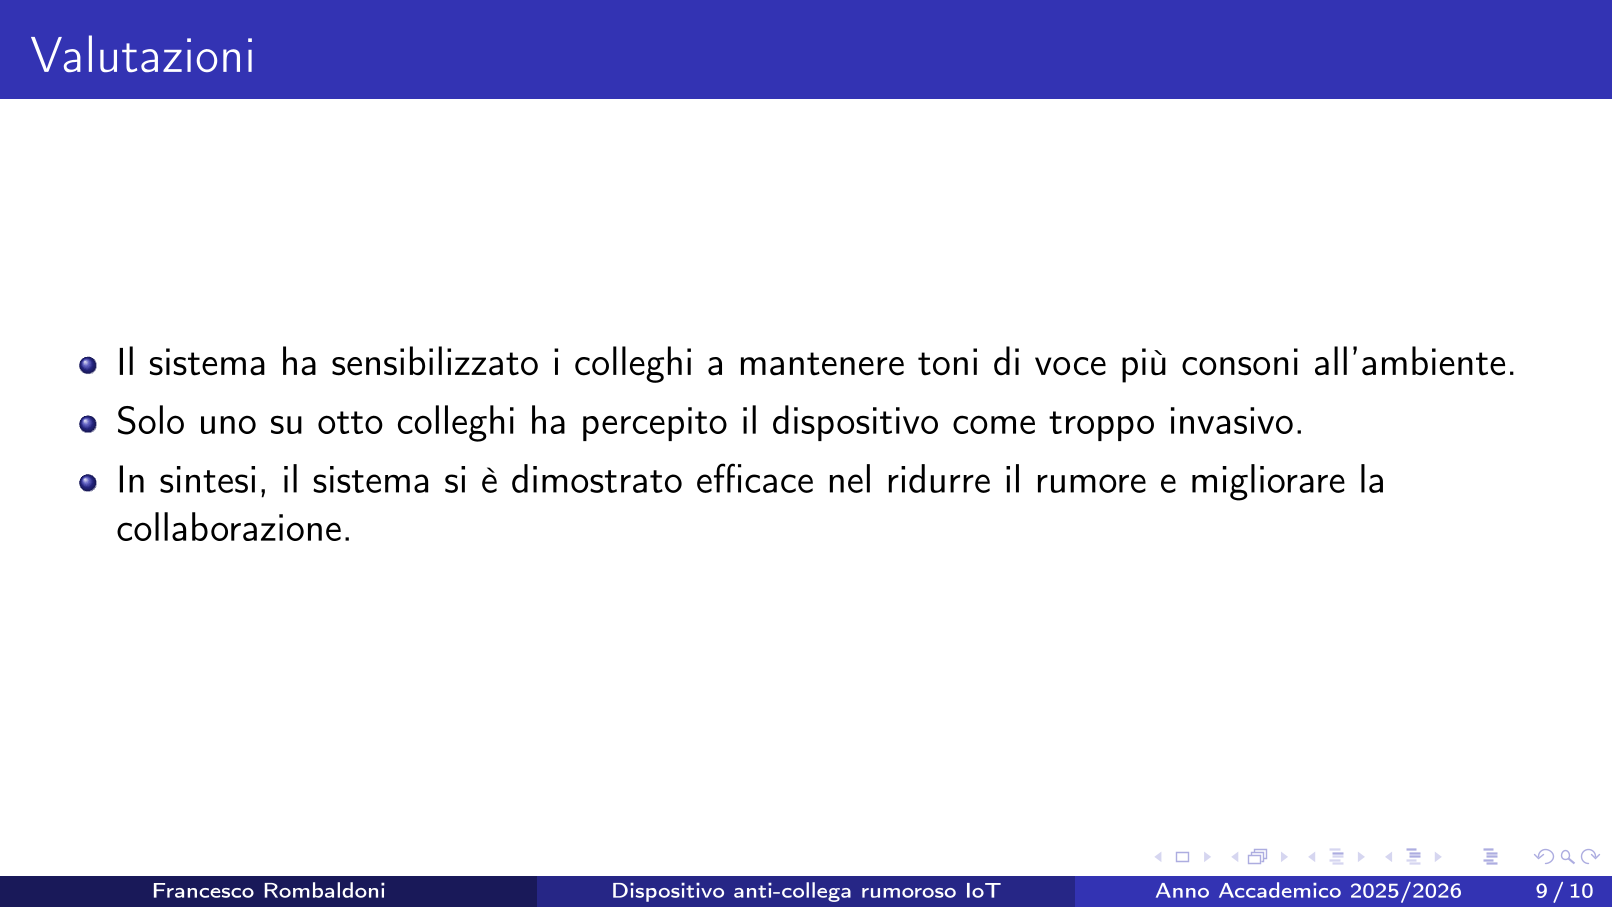 Valutazioni
Il sistema ha sensibilizzato i colleghi a mantenere toni di voce più consoni all'ambiente.
Solo uno su otto colleghi ha percepito il dispositivo come troppo invasivo.
In sintesi, il sistema si è dimostrato efficace nel ridurre il rumore e migliorare la
collaborazione.
Francesco Rombaldoni Dispositivo anti-collega rumoroso IoT Anno Accademico 2025/2026 9 / 10